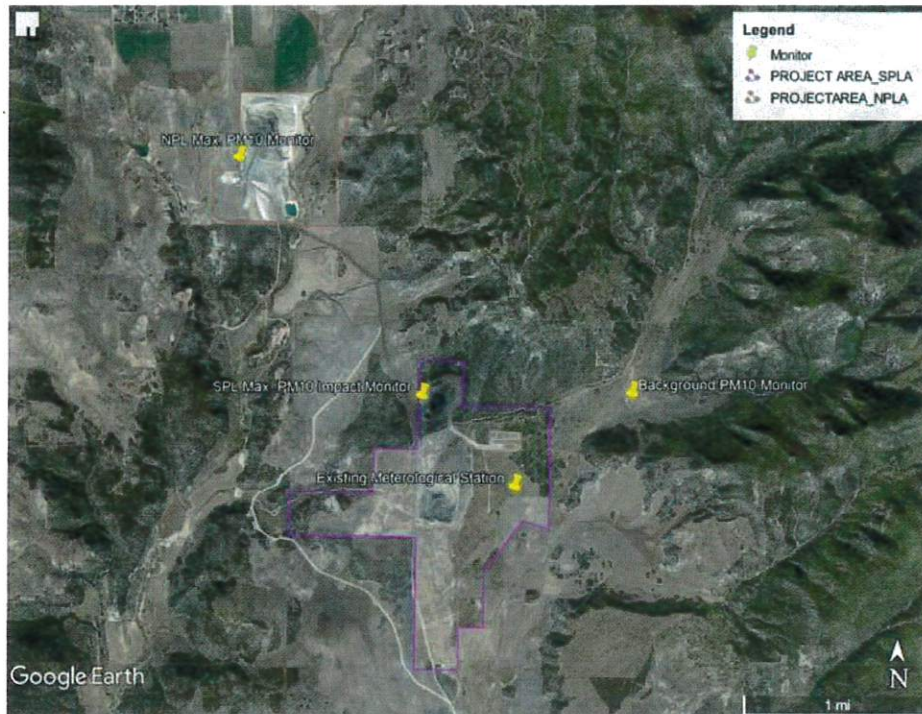 Legend
Monitor
PROJECT AREA_SPLA
PROJECTAREA_NPLA
NPL Max. PM10 Monitor
SPL Max. PM10 Impact Monitor
Background PM10 Monitor
Existing Meterological Station
Google Earth
N
1 mi